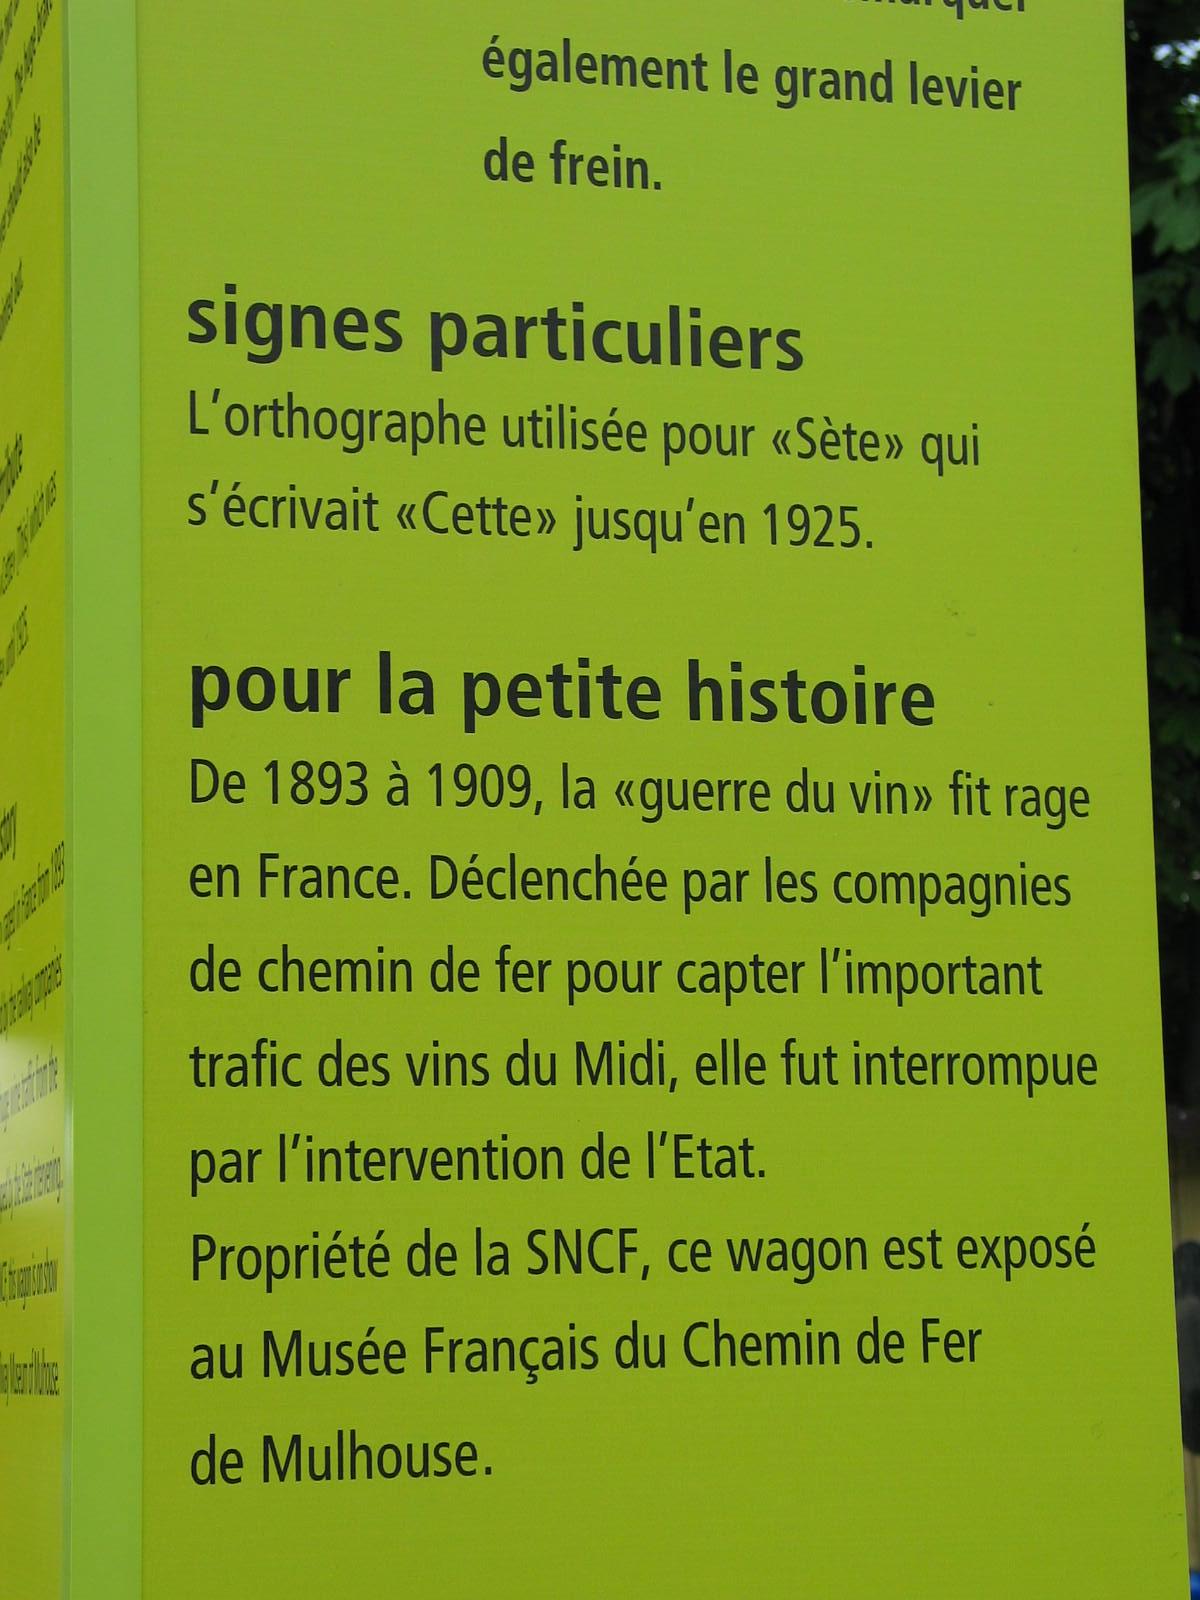 également le grand levier
de frein.
signes particuliers
L'orthographe utilisée pour «Sète» qui
s'écrivait «Cette» jusqu'en 1925.
pour la petite histoire
De 1893 à 1909, la «guerre du vin» fit rage
en France. Déclenchée par les compagnies
de chemin de fer pour capter l'important
trafic des vins du Midi, elle fut interrompue
par l'intervention de l'Etat.
Propriété de la SNCF, ce wagon est exposé
au Musée Français du Chemin de Fer
de Mulhouse.